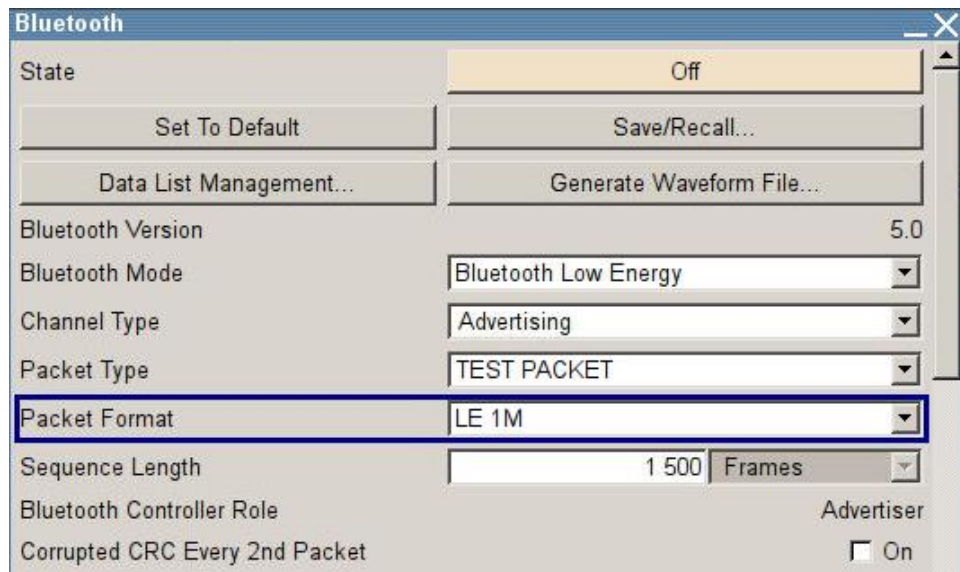 Bluetooth
State Off
Set To Default Save/Recall...
Data List Management... Generate Waveform File...
Bluetooth Version 5.0
Bluetooth Mode Bluetooth Low Energy
Channel Type Advertising
Packet Type TEST PACKET
Packet Format LE 1M
Sequence Length 1 500 Frames
Bluetooth Controller Role Advertiser
Corrupted CRC Every 2nd Packet On